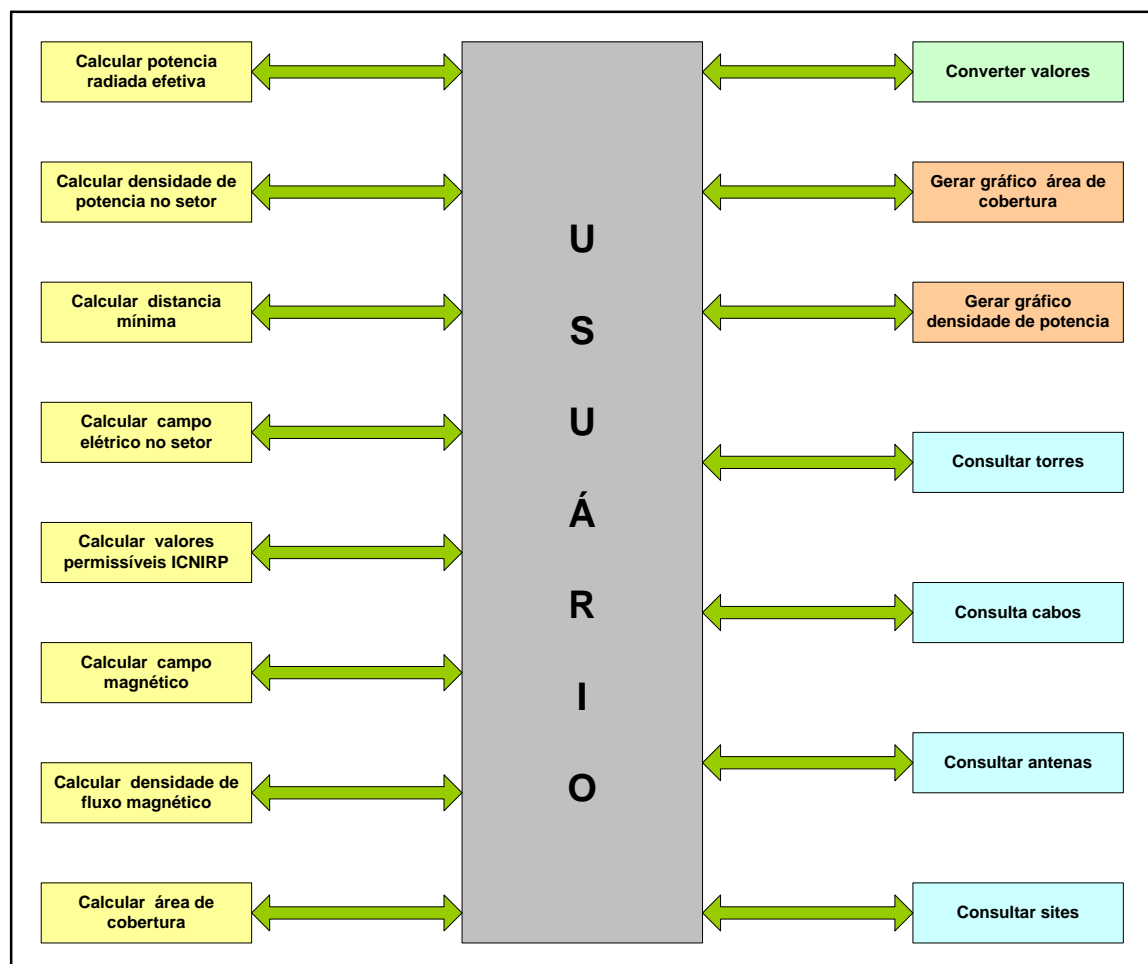 Calcular potencia
radiada efetiva
Calcular densidade de
potencia no setor
Calcular distancia
mínima
Calcular campo
elétrico no setor
Calcular valores
permissíveis ICNIRP
Calcular campo
magnético
Calcular densidade de
fluxo magnético
Calcular área de
cobertura
U
S
U
Á
R
I
O
Converter valores
Gerar gráfico área de
cobertura
Gerar gráfico
densidade de potencia
Consultar torres
Consulta cabos
Consultar antenas
Consultar sites